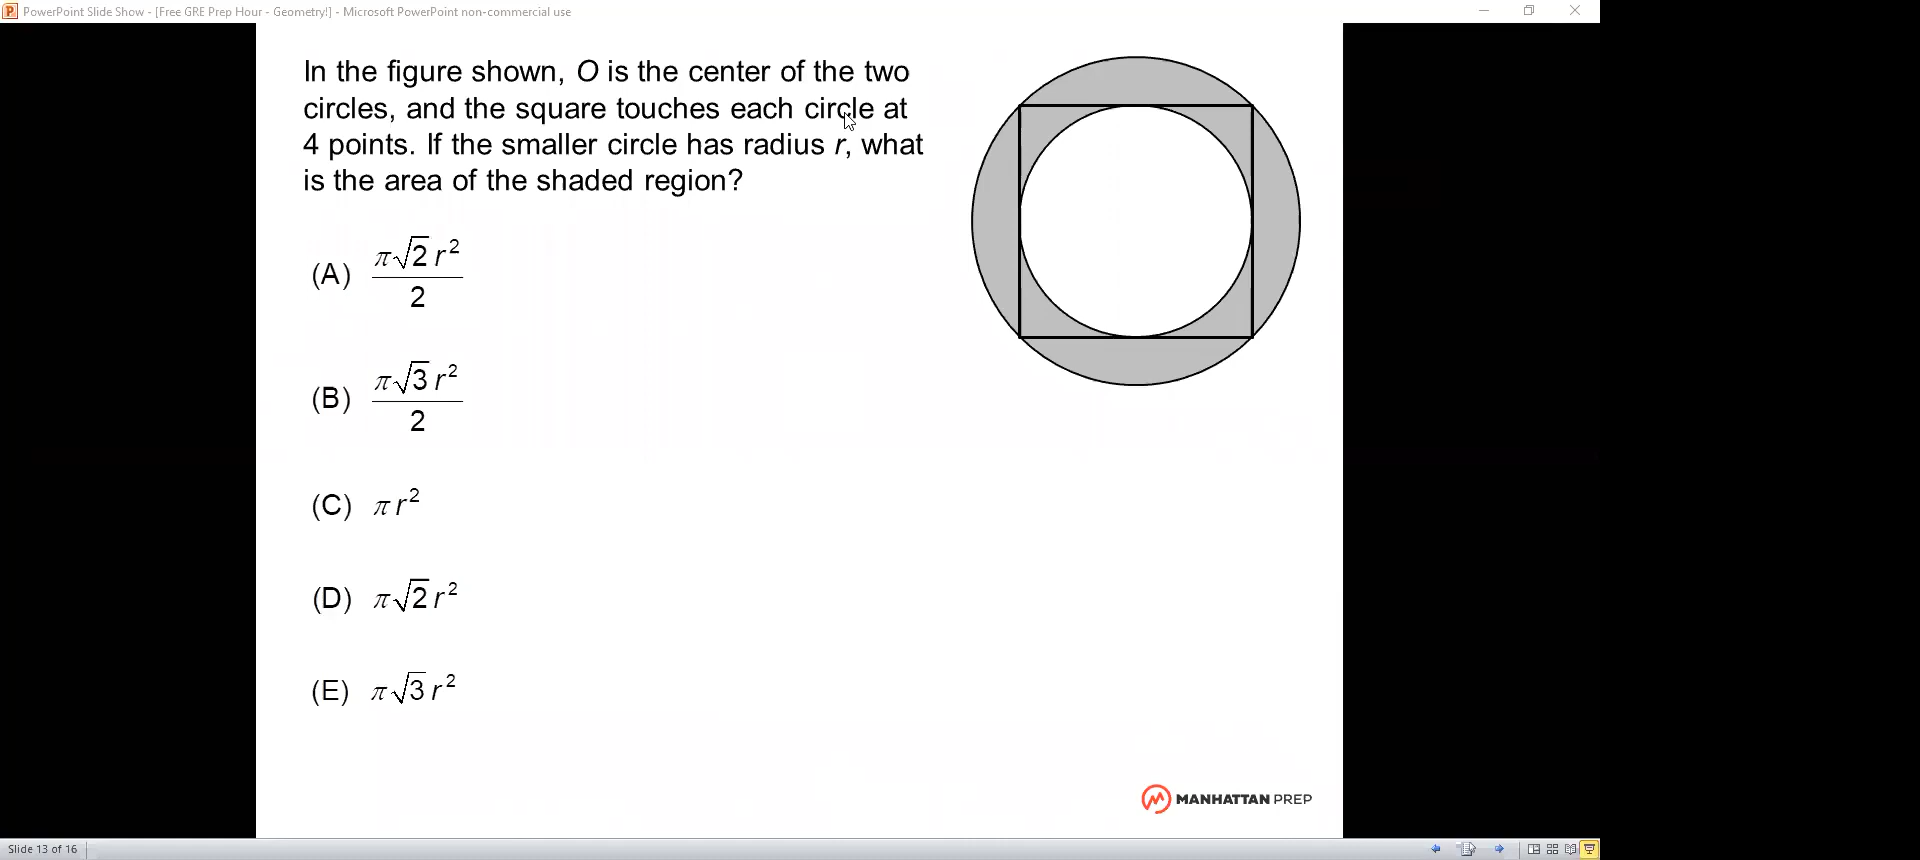 PowerPoint Slide Show - [Free GRE Prep Hour - Geometry!] - Microsoft PowerPoint non-commercial use
In the figure shown, O is the center of the two
circles, and the square touches each circle at
4 points. If the smaller circle has radius r, what
is the area of the shaded region?
(A) π√2 r² / 2
(B) π√3 r² / 2
(C) π r²
(D) π√2 r²
(E) π√3 r²
MANHATTAN PREP
Slide 13 of 16